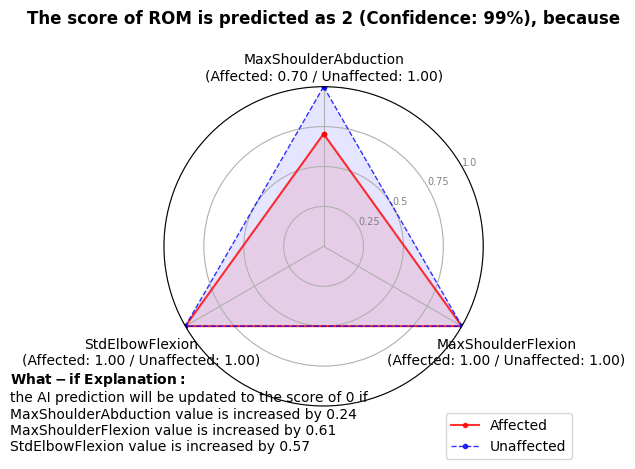 The score of ROM is predicted as 2 (Confidence: 99%), because
MaxShoulderAbduction
(Affected: 0.70 / Unaffected: 1.00)
1.0
0.75
0.5
0.25
StdElbowFlexion
(Affected: 1.00 / Unaffected: 1.00)
MaxShoulderFlexion
(Affected: 1.00 / Unaffected: 1.00)
What-if Explanation:
the AI prediction will be updated to the score of 0 if
MaxShoulderAbduction value is increased by 0.24
MaxShoulderFlexion value is increased by 0.61
StdElbowFlexion value is increased by 0.57
Affected
Unaffected